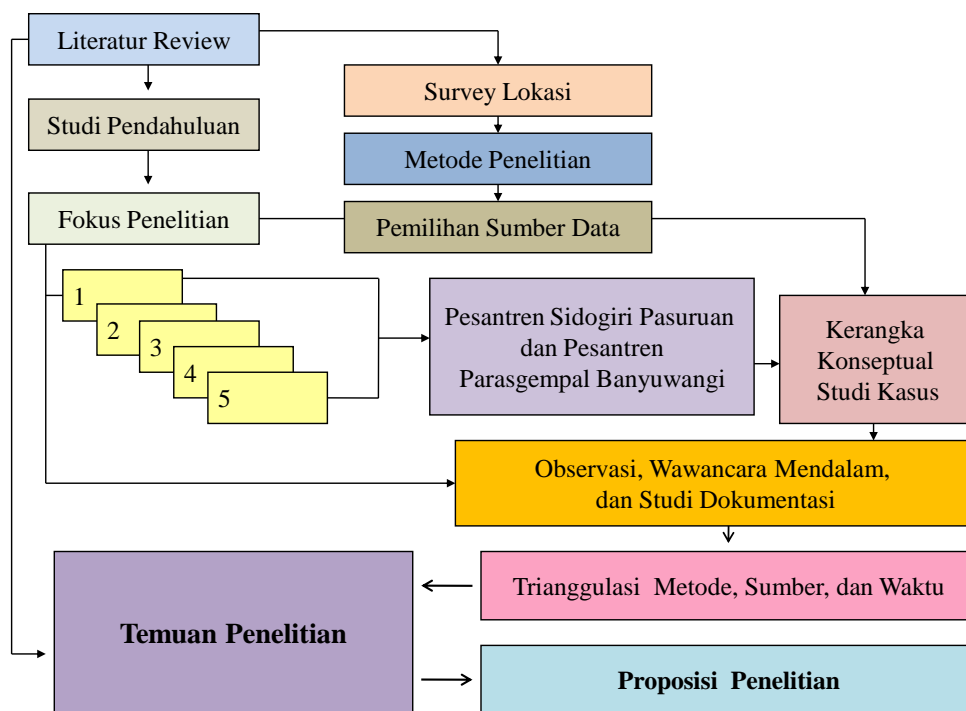 Literatur Review
Survey Lokasi
Studi Pendahuluan
Metode Penelitian
Fokus Penelitian
Pemilihan Sumber Data
1
2
3
4
5
Pesantren Sidogiri Pasuruan
dan Pesantren
Parasgempal Banyuwangi
Kerangka
Konseptual
Studi Kasus
Observasi, Wawancara Mendalam,
dan Studi Dokumentasi
Trianggulasi Metode, Sumber, dan Waktu
Temuan Penelitian
Proposisi Penelitian